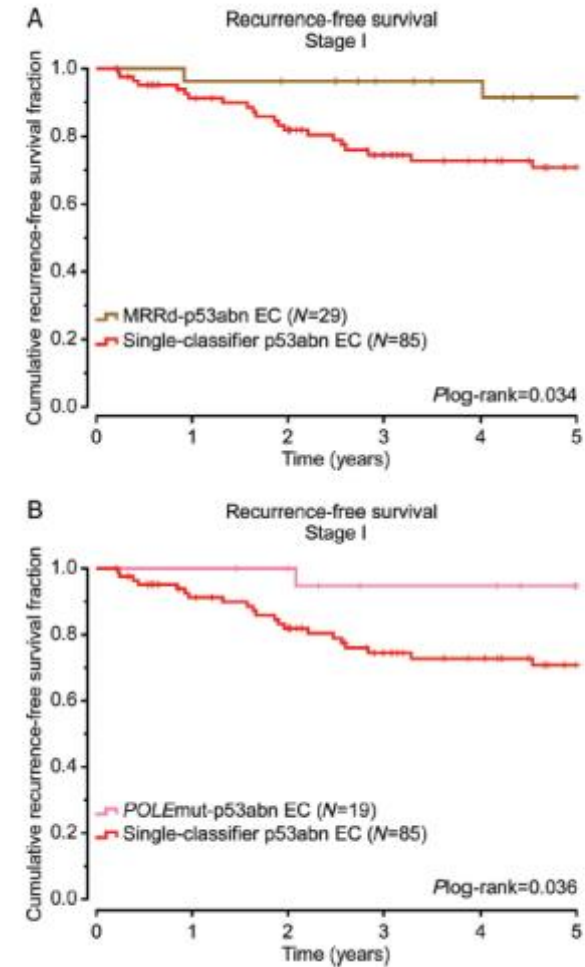 A
Recurrence-free survival
Stage I
Cumulative recurrence-free survival fraction
1.0
0.8
0.6
0.4
0.2
0.0
MRRd-p53abn EC (N=29)
Single-classifier p53abn EC (N=85)
Plog-rank=0.034
0 1 2 3 4 5
Time (years)
B
Recurrence-free survival
Stage I
Cumulative recurrence-free survival fraction
1.0
0.8
0.6
0.4
0.2
0.0
POLEmut-p53abn EC (N=19)
Single-classifier p53abn EC (N=85)
Plog-rank=0.036
0 1 2 3 4 5
Time (years)